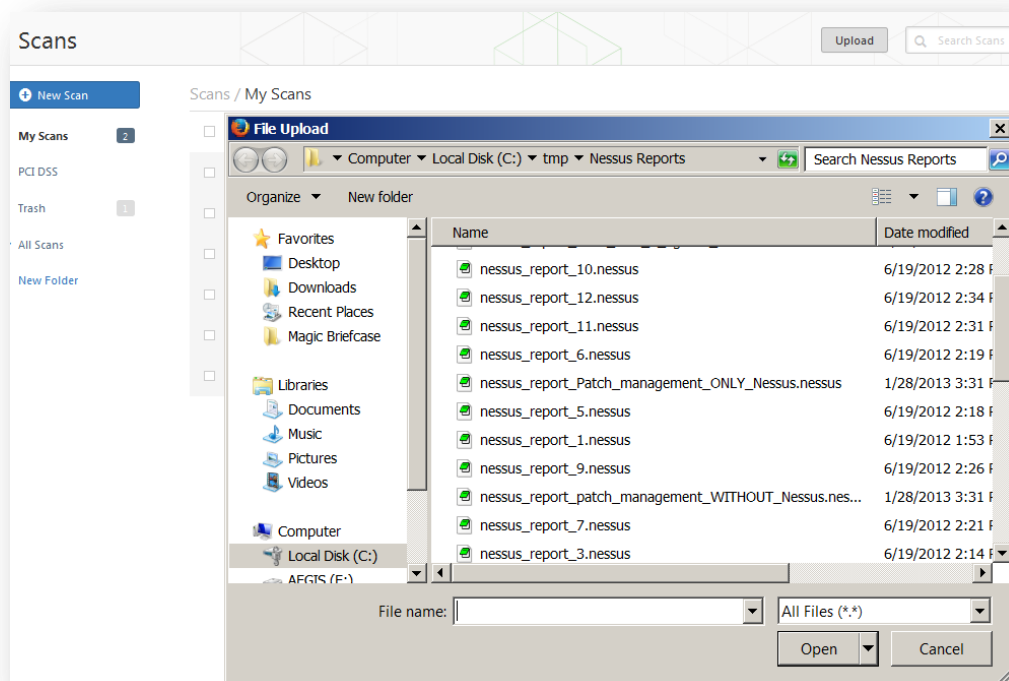 Scans
Upload
Search Scans
New Scan
Scans / My Scans
My Scans 2
PCI DSS
Trash 1
All Scans
New Folder
File Upload
Computer Local Disk (C:) tmp Nessus Reports
Search Nessus Reports
Organize New folder
Favorites
Desktop
Downloads
Recent Places
Magic Briefcase
Libraries
Documents
Music
Pictures
Videos
Computer
Local Disk (C:)
AEGIS (E:)
Name Date modified
nessus_report_10.nessus 6/19/2012 2:28 P
nessus_report_12.nessus 6/19/2012 2:34 P
nessus_report_11.nessus 6/19/2012 2:31 P
nessus_report_6.nessus 6/19/2012 2:19 P
nessus_report_Patch_management_ONLY_Nessus.nessus 1/28/2013 3:31 P
nessus_report_5.nessus 6/19/2012 2:18 P
nessus_report_1.nessus 6/19/2012 1:53 P
nessus_report_9.nessus 6/19/2012 2:26 P
nessus_report_patch_management_WITHOUT_Nessus.nes... 1/28/2013 3:31 P
nessus_report_7.nessus 6/19/2012 2:21 P
nessus_report_3.nessus 6/19/2012 2:14 P
File name:
All Files (*.*)
Open
Cancel